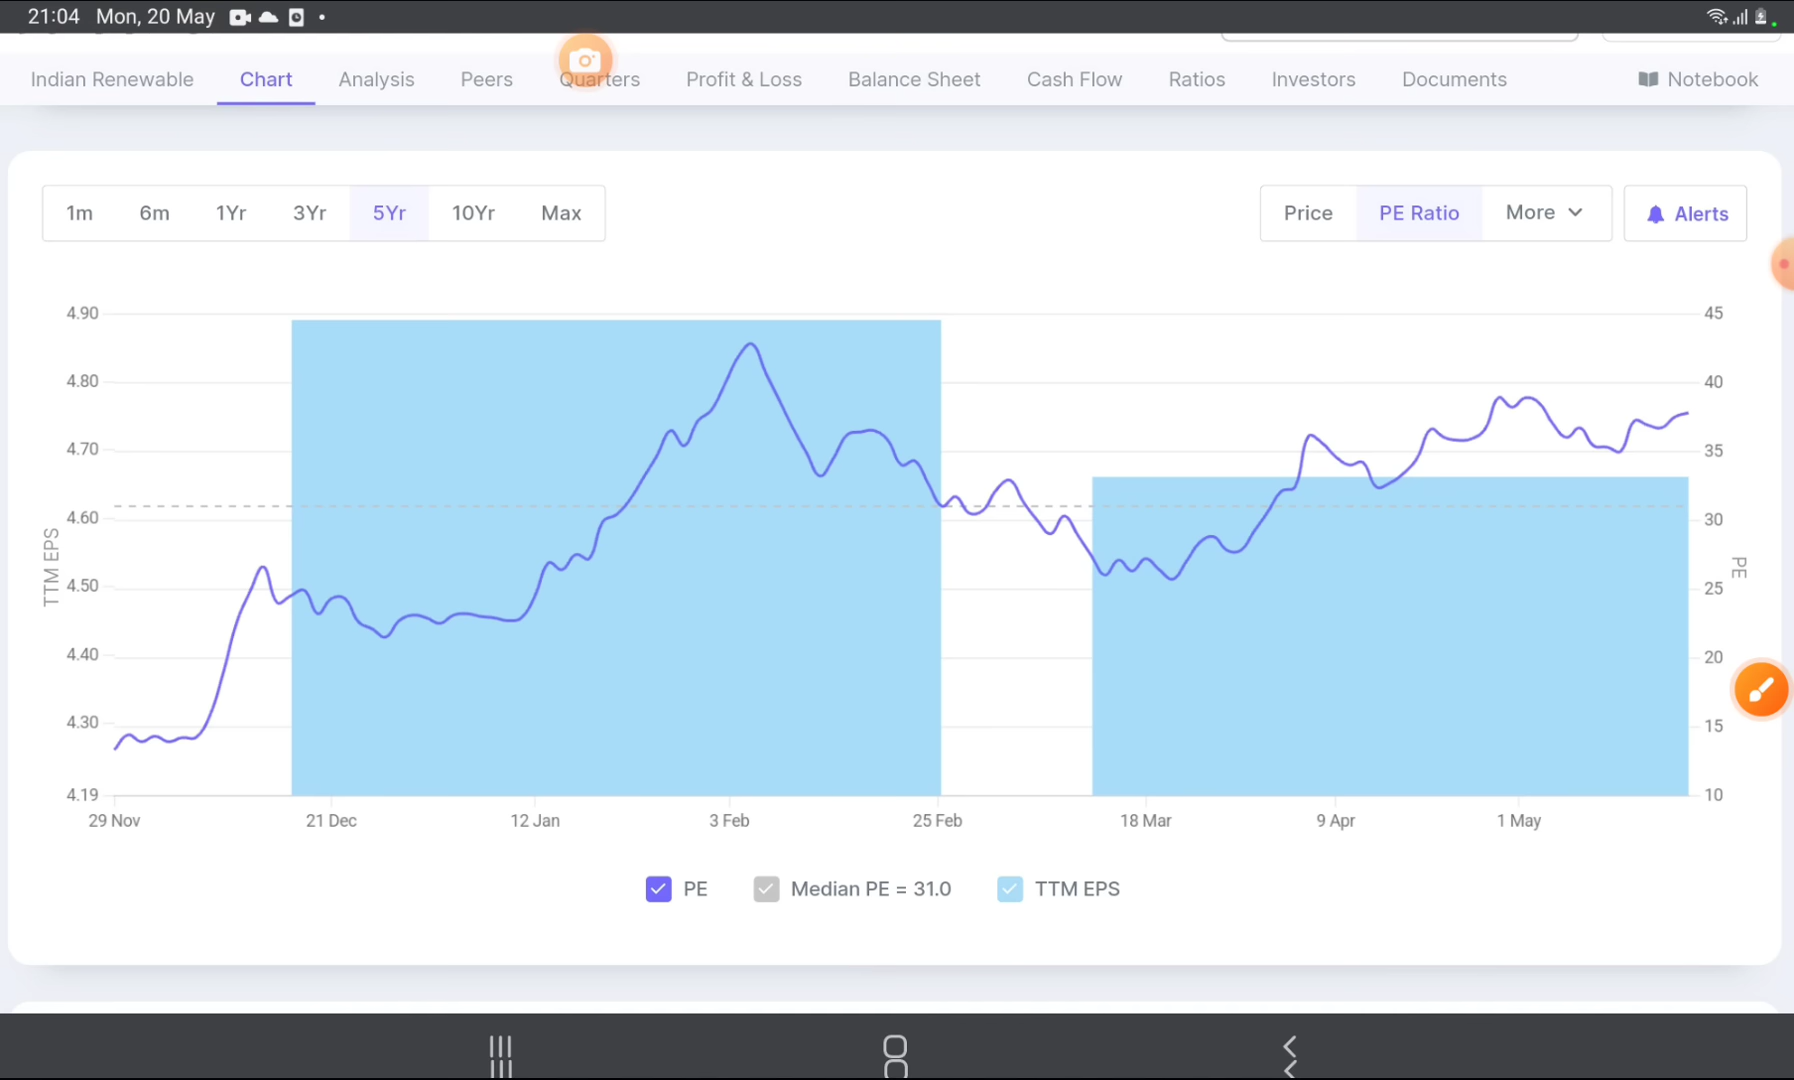 21:04 Mon, 20 May
Indian Renewable Chart Analysis Peers Quarters Profit & Loss Balance Sheet Cash Flow Ratios Investors Documents Notebook
1m 6m 1Yr 3Yr 5Yr 10Yr Max Price PE Ratio More Alerts
4.90 45
4.80 40
4.70 35
4.60 30
TTM EPS PE
4.50 25
4.40 20
4.30 15
4.19 10
29 Nov 21 Dec 12 Jan 3 Feb 25 Feb 18 Mar 9 Apr 1 May
PE Median PE = 31.0 TTM EPS